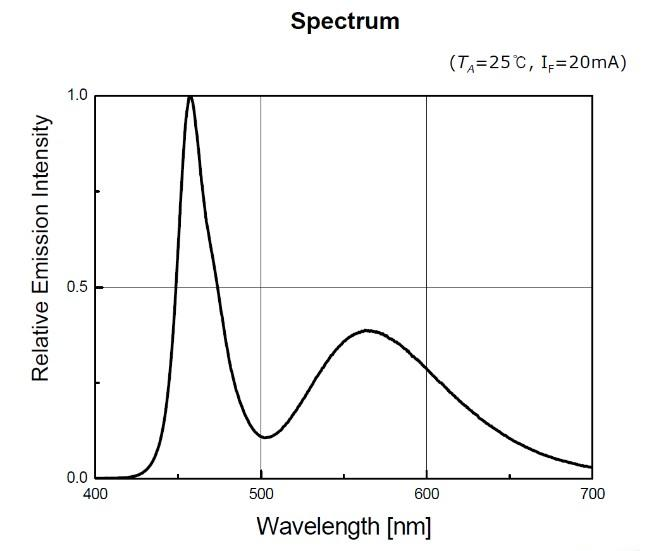 Spectrum
(TA=25℃, IF=20mA)
Relative Emission Intensity
1.0
0.5
0.0
400
500
600
700
Wavelength [nm]